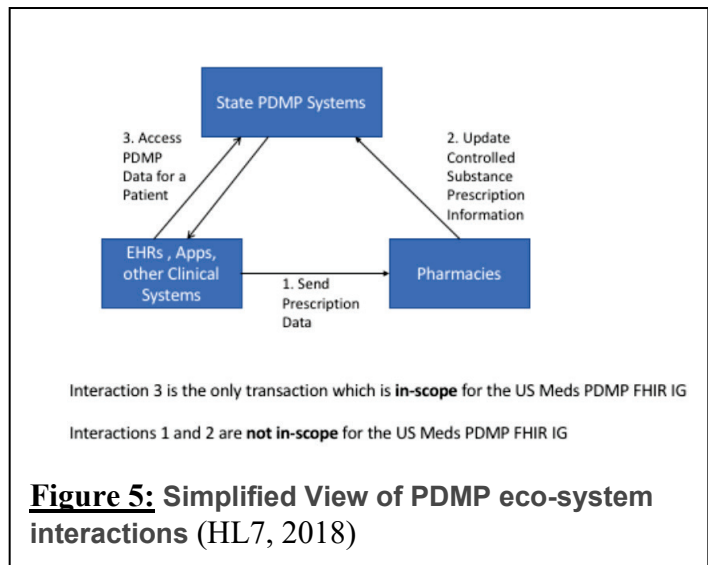 State PDMP Systems
3. Access
PDMP
Data for a
Patient
2. Update
Controlled
Substance
Prescription
Information
EHRs , Apps,
other Clinical
Systems
1. Send
Prescription
Data
Pharmacies
Interaction 3 is the only transaction which is in-scope for the US Meds PDMP FHIR IG
Interactions 1 and 2 are not in-scope for the US Meds PDMP FHIR IG
Figure 5: Simplified View of PDMP eco-system
interactions (HL7, 2018)